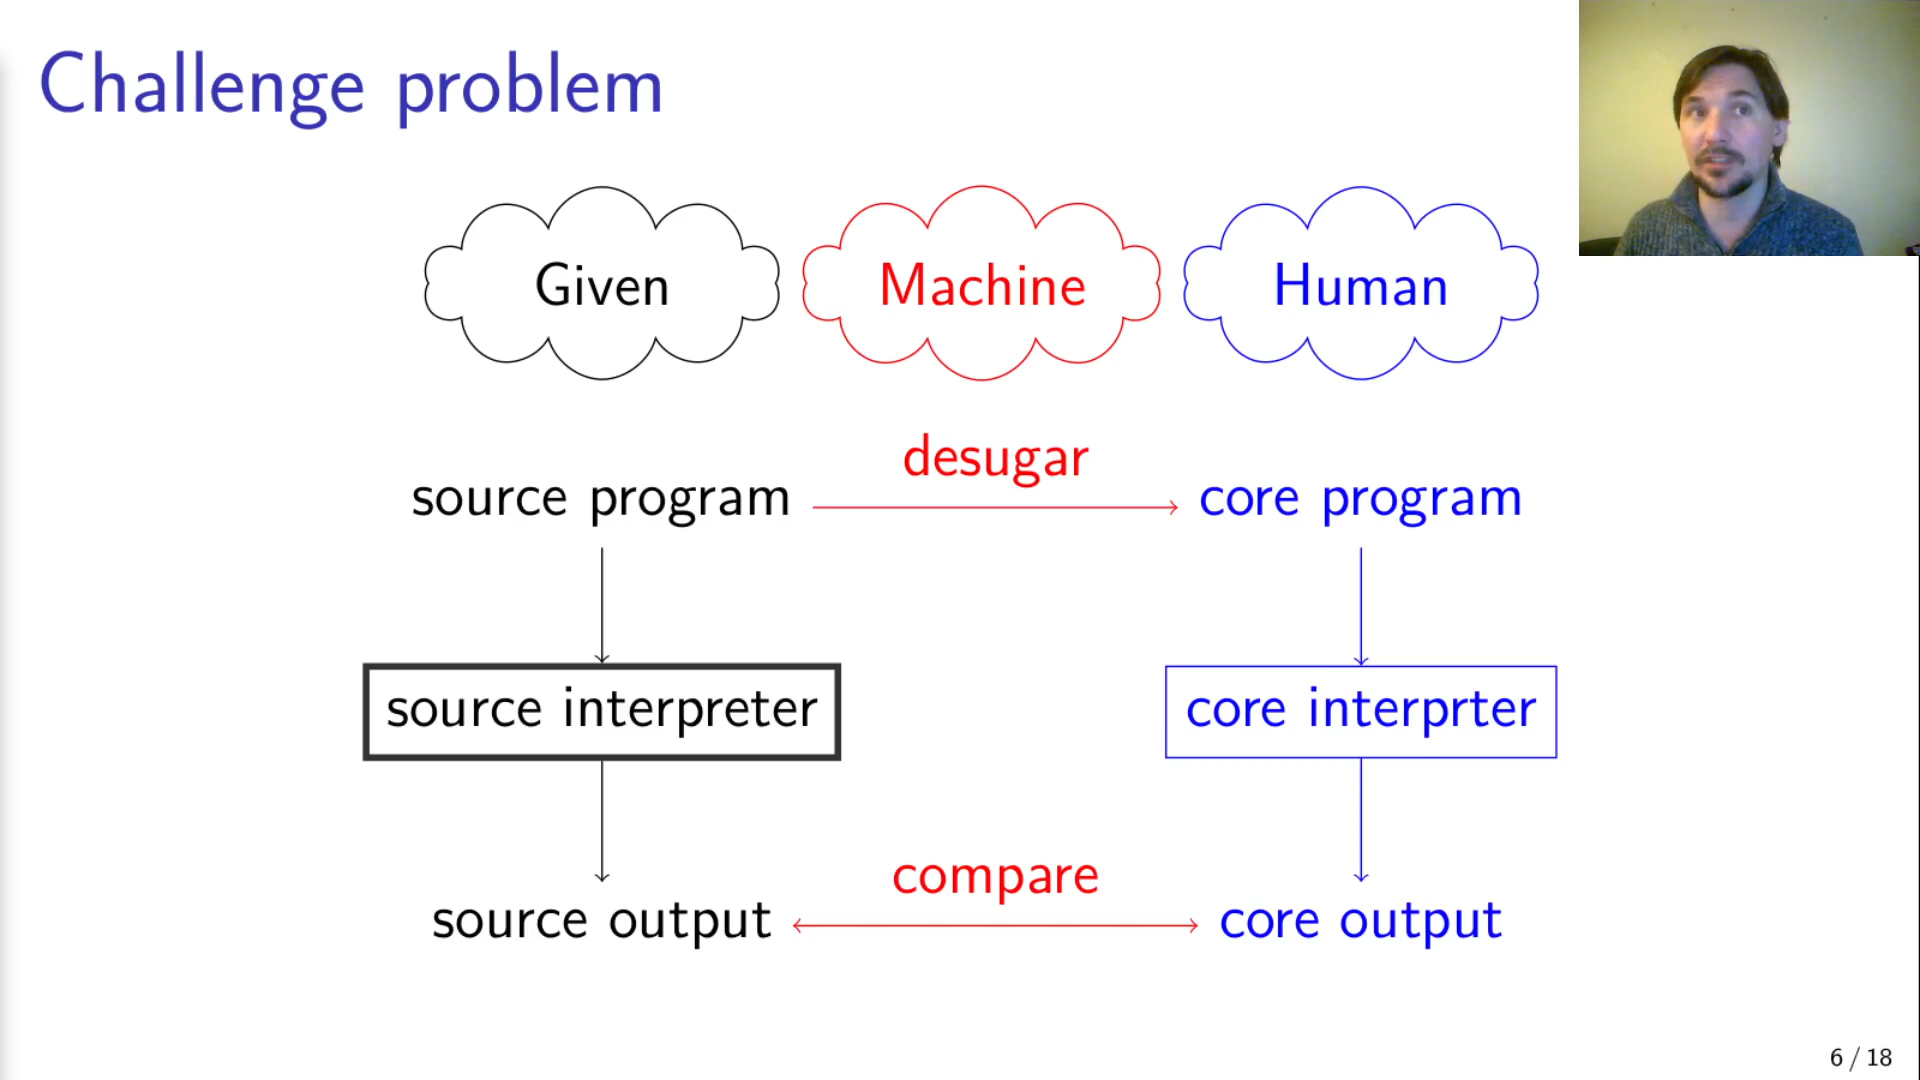 Challenge problem
Given
Machine
Human
desugar
source program
core program
source interpreter
core interprter
compare
source output
core output
6 / 18